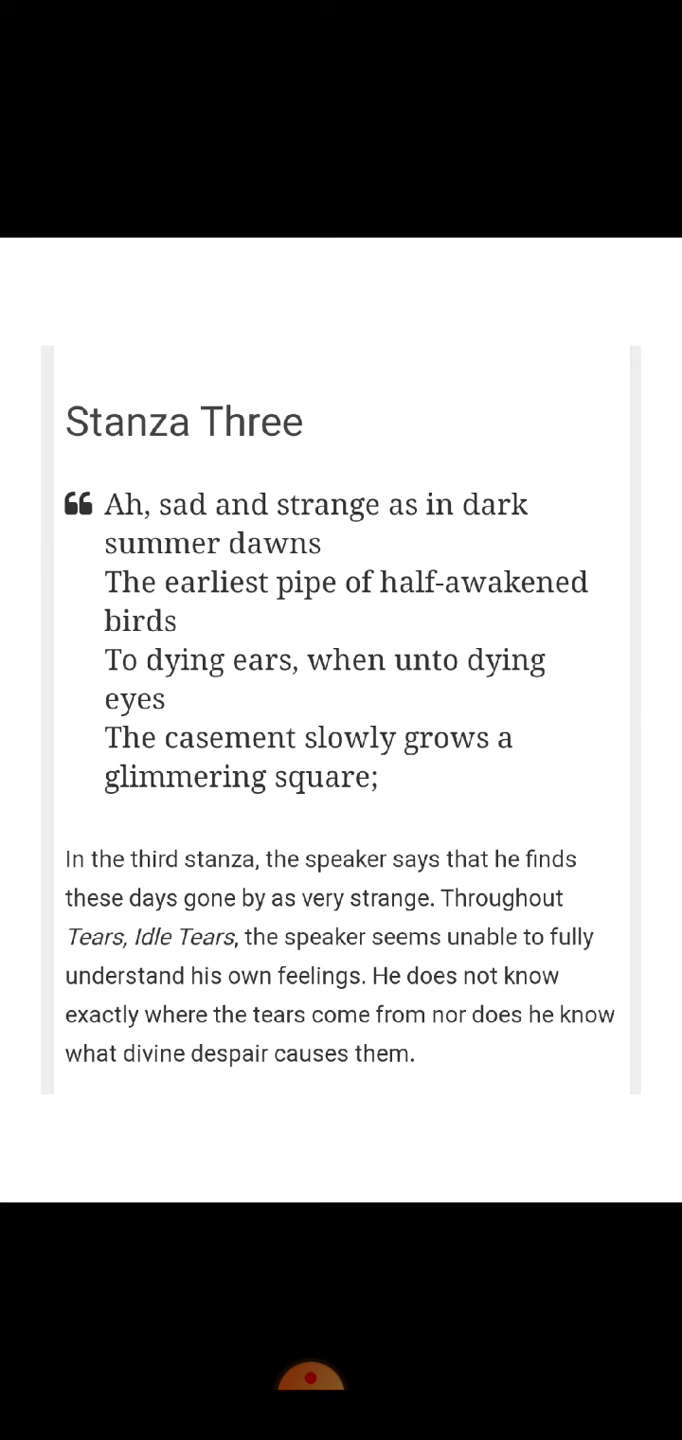 Stanza Three
Ah, sad and strange as in dark
summer dawns
The earliest pipe of half-awakened
birds
To dying ears, when unto dying
eyes
The casement slowly grows a
glimmering square;
In the third stanza, the speaker says that he finds
these days gone by as very strange. Throughout
Tears, Idle Tears, the speaker seems unable to fully
understand his own feelings. He does not know
exactly where the tears come from nor does he know
what divine despair causes them.